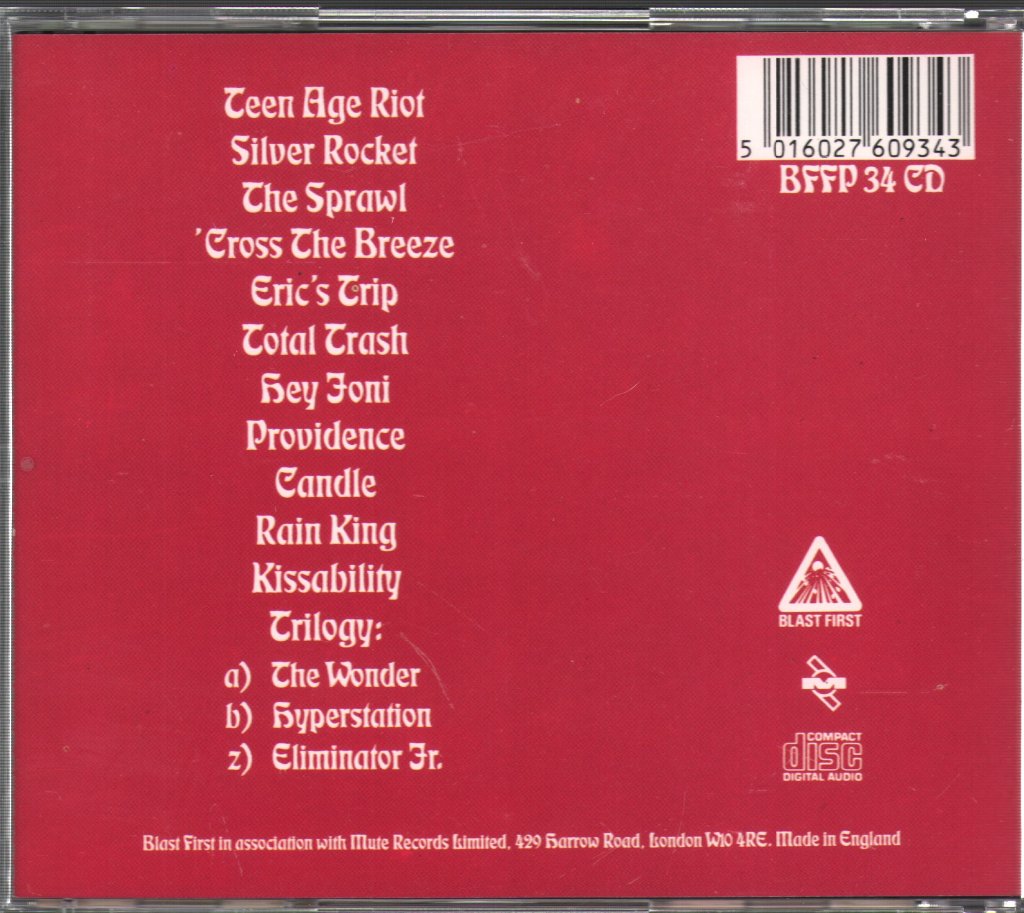 Teen Age Riot
Silver Rocket
The Sprawl
'Cross The Breeze
Eric's Trip
Total Trash
Hey Joni
Providence
Candle
Rain King
Kissability
Trilogy:
a) The Wonder
b) Hyperstation
z) Eliminator Jr.
5 016027 609343
BFFP 34 CD
BLAST FIRST
COMPACT
disc
DIGITAL AUDIO
Blast First in association with Mute Records Limited, 429 Harrow Road, London W10 4RE. Made in England